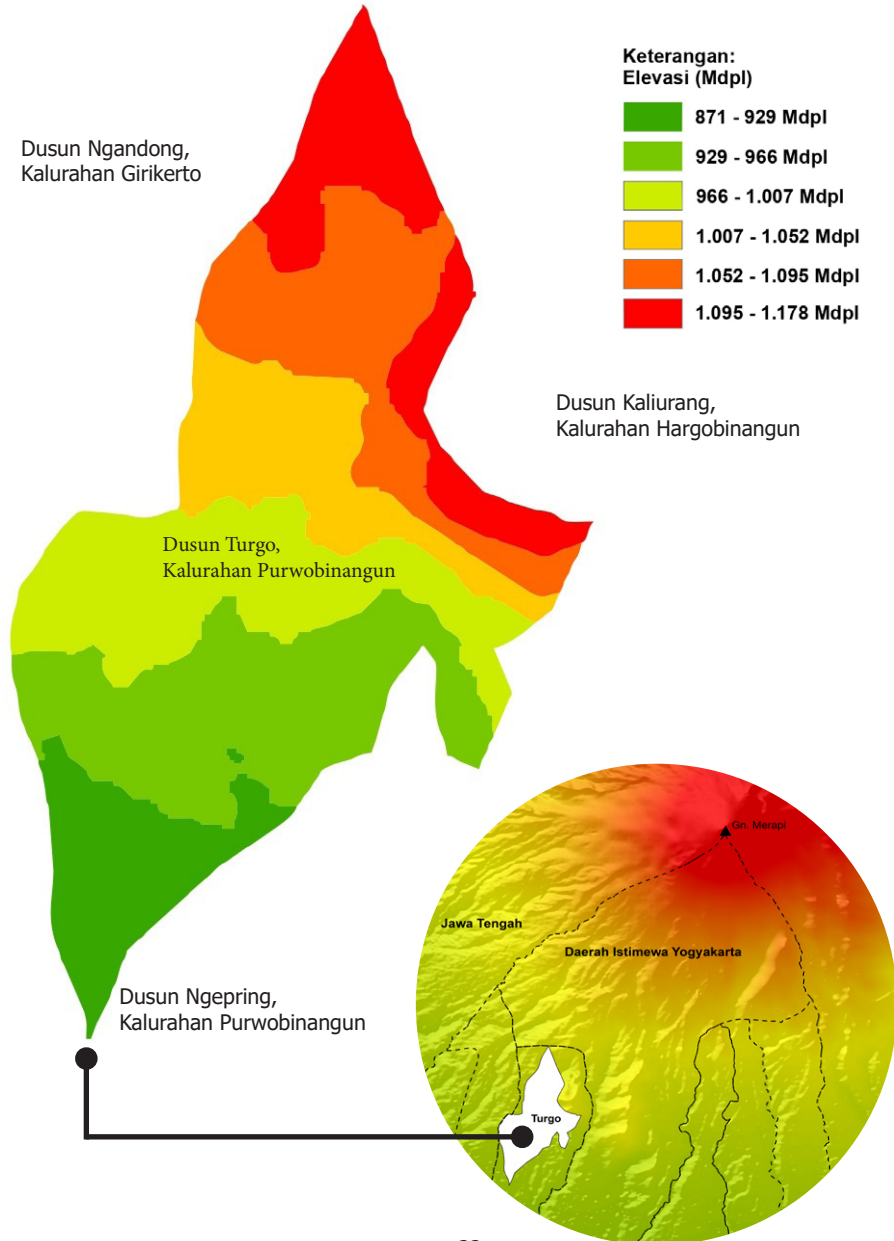 Keterangan:
Elevasi (Mdpl)
871 - 929 Mdpl
929 - 966 Mdpl
966 - 1.007 Mdpl
1.007 - 1.052 Mdpl
1.052 - 1.095 Mdpl
1.095 - 1.178 Mdpl
Dusun Ngandong,
Kalurahan Girikerto
Dusun Kaliurang,
Kalurahan Hargobinangun
Dusun Turgo,
Kalurahan Purwobinangun
Dusun Ngepring,
Kalurahan Purwobinangun
Gn. Merapi
Jawa Tengah
Daerah Istimewa Yogyakarta
Turgo